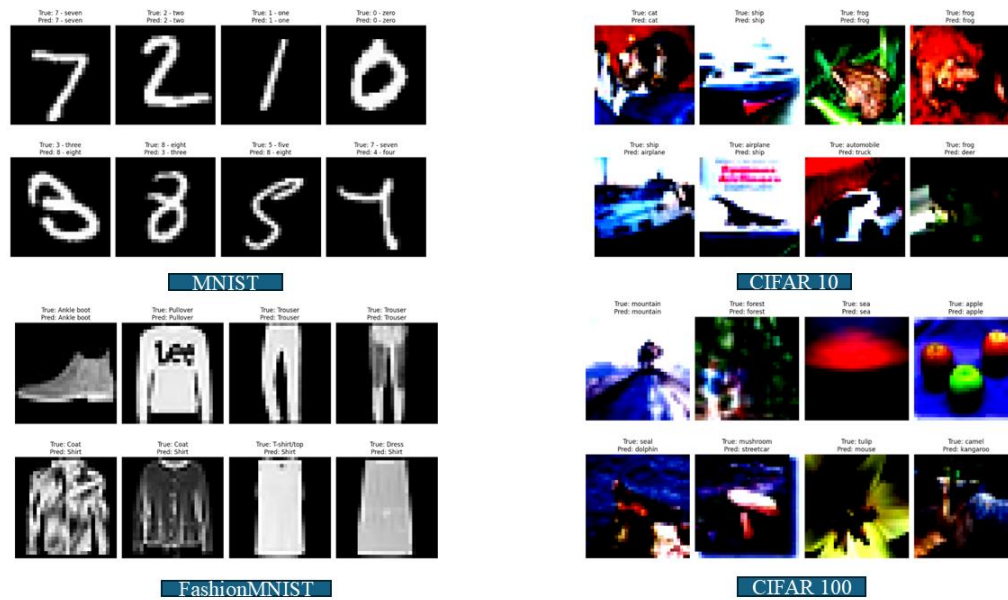 True: 7 - seven
Pred: 7 - seven
True: 2 - two
Pred: 2 - two
True: 1 - one
Pred: 1 - one
True: 0 - zero
Pred: 0 - zero
True: 3 - three
Pred: 8 - eight
True: 8 - eight
Pred: 3 - three
True: 5 - five
Pred: 8 - eight
True: 7 - seven
Pred: 4 - four
MNIST
True: cat
Pred: cat
True: ship
Pred: ship
True: frog
Pred: frog
True: frog
Pred: frog
True: ship
Pred: airplane
True: airplane
Pred: ship
True: automobile
Pred: truck
True: frog
Pred: deer
CIFAR 10
True: Ankle boot
Pred: Ankle boot
True: Pullover
Pred: Pullover
True: Trouser
Pred: Trouser
True: Trouser
Pred: Trouser
Lee
True: Coat
Pred: Shirt
True: Coat
Pred: Shirt
True: T-shirt/top
Pred: Shirt
True: Dress
Pred: Shirt
FashionMNIST
True: mountain
Pred: mountain
True: forest
Pred: forest
True: sea
Pred: sea
True: apple
Pred: apple
True: seal
Pred: dolphin
True: mushroom
Pred: streetcar
True: tulip
Pred: mouse
True: camel
Pred: kangaroo
CIFAR 100